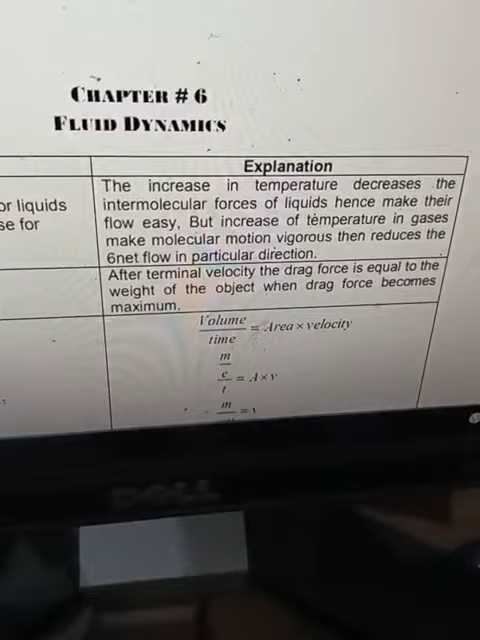 CHAPTER # 6
FLUID DYNAMICS
Explanation
or liquids
se for
The increase in temperature decreases the
intermolecular forces of liquids hence make their
flow easy, But increase of temperature in gases
make molecular motion vigorous then reduces the
6net flow in particular direction.
After terminal velocity the drag force is equal to the
weight of the object when drag force becomes
maximum.
Volume
time
= Area × velocity
m
e
t
= A × v
m
DELL